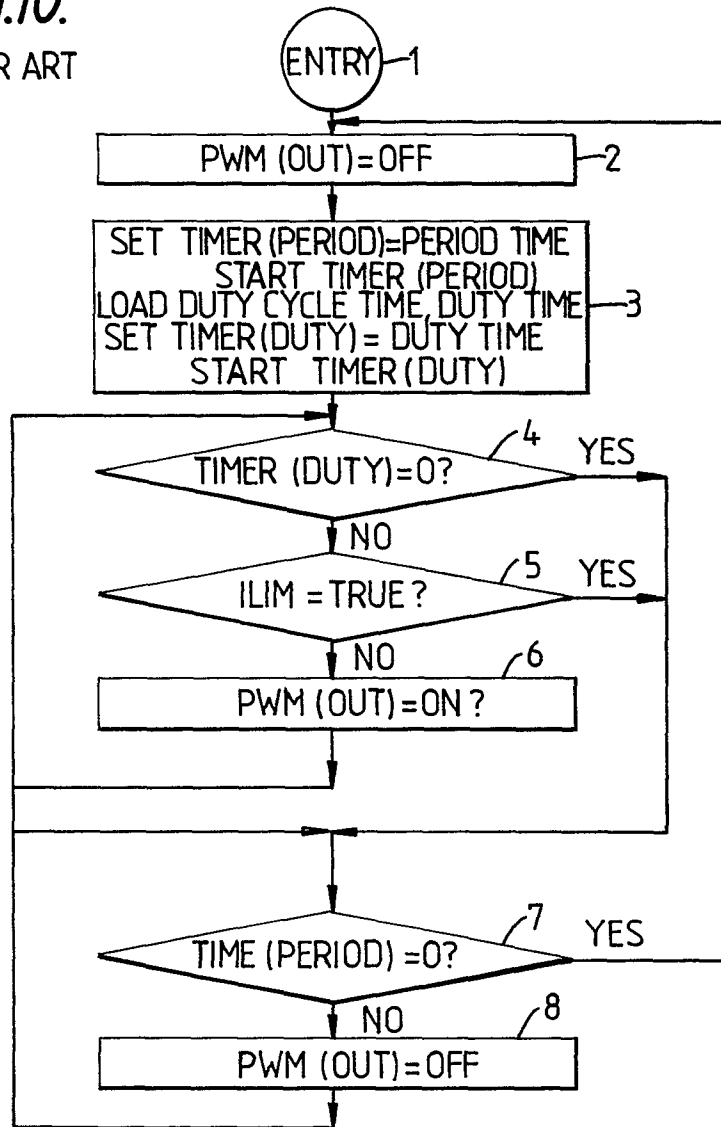 .10.
R ART
ENTRY 1
PWM (OUT)=OFF 2
SET TIMER (PERIOD)=PERIOD TIME
START TIMER (PERIOD)
LOAD DUTY CYCLE TIME, DUTY TIME 3
SET TIMER (DUTY) = DUTY TIME
START TIMER (DUTY)
4
TIMER (DUTY)=0? YES
NO
5
ILIM = TRUE ? YES
NO
6
PWM (OUT)=ON ?
7
TIME (PERIOD) =0? YES
NO
8
PWM (OUT)=OFF